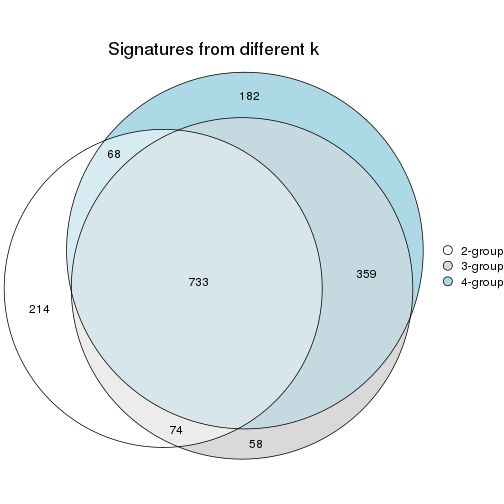 Signatures from different k
182
68
2-group
3-group
359
4-group
733
214
74
58